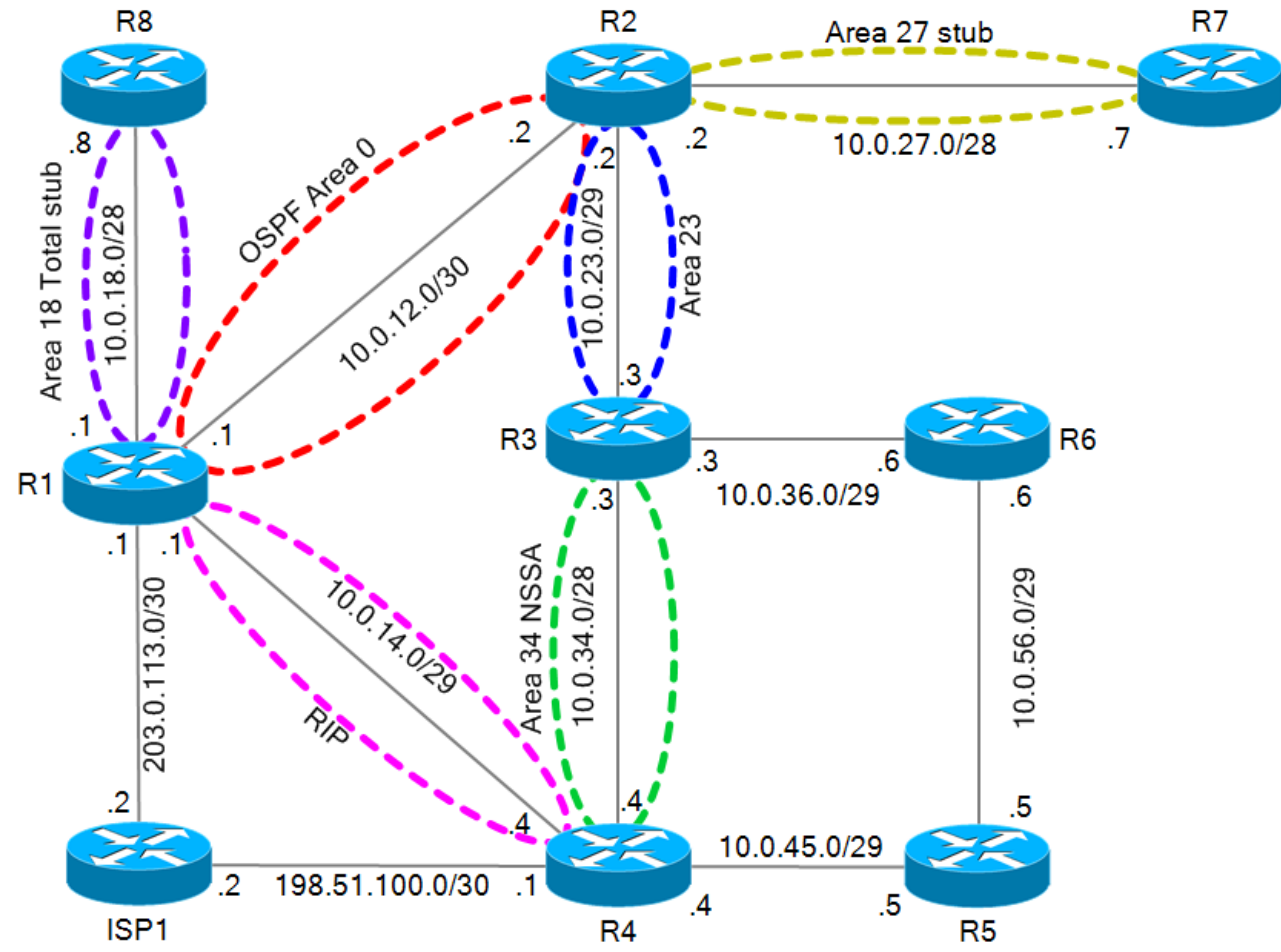 R8
R2
R7
Area 27 stub
.8
.2
.2
.2
10.0.27.0/28
.7
Area 18 Total stub
10.0.18.0/28
OSPF Area 0
10.0.12.0/30
10.0.23.0/29
Area 23
.3
.1
.1
R1
R3
.3
.6
R6
10.0.36.0/29
.1
.1
.3
.6
203.0.113.0/30
10.0.14.0/29
RIP
Area 34 NSSA
10.0.34.0/28
10.0.56.0/29
.2
.4
.4
.5
10.0.45.0/29
.2
198.51.100.0/30
.1
.4
.5
ISP1
R4
R5